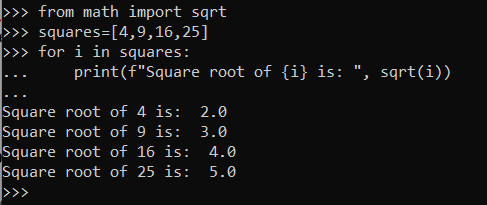 >>> from math import sqrt
>>> squares=[4,9,16,25]
>>> for i in squares:
...     print(f"Square root of {i} is: ", sqrt(i))
...
Square root of 4 is:  2.0
Square root of 9 is:  3.0
Square root of 16 is:  4.0
Square root of 25 is:  5.0
>>>